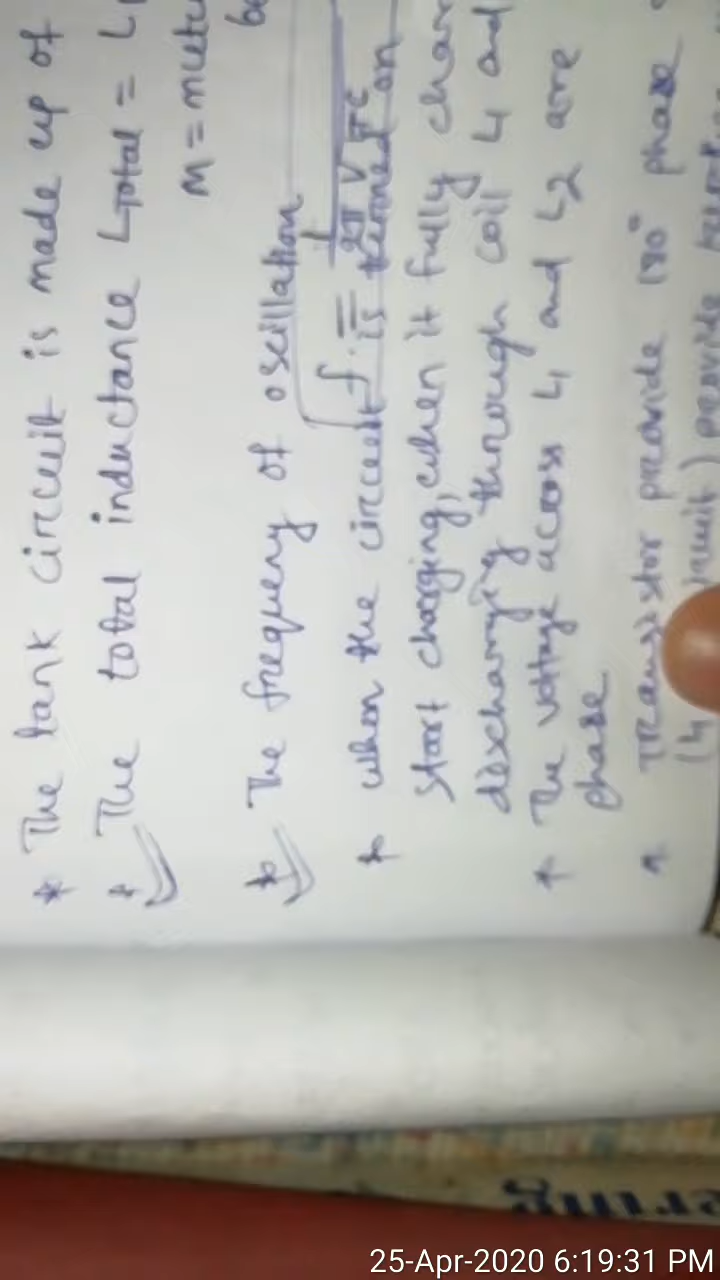 * The tank circuit is made up of
* The total inductance LTotal = L
M = mutu
be
* The frequency of oscillation
f = 1 / 2π√
* when the circuit is turned on
start charging, when it fully char
discharging through coil L1 and
* The voltage across L1 and L2 are
phase
* Transistor provide 180° phase
provide
25-Apr-2020 6:19:31 PM